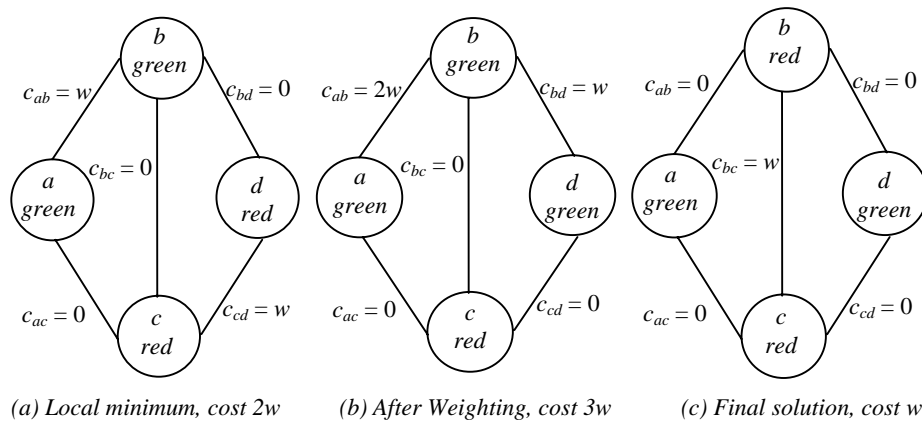 b
green
c_ab = w
c_bd = 0
c_bc = 0
a
green
d
red
c_ac = 0
c_cd = w
c
red
(a) Local minimum, cost 2w
b
green
c_ab = 2w
c_bd = w
c_bc = 0
a
green
d
green
c_ac = 0
c_cd = 0
c
red
(b) After Weighting, cost 3w
b
red
c_ab = 0
c_bd = 0
c_bc = w
a
green
d
green
c_ac = 0
c_cd = 0
c
red
(c) Final solution, cost w